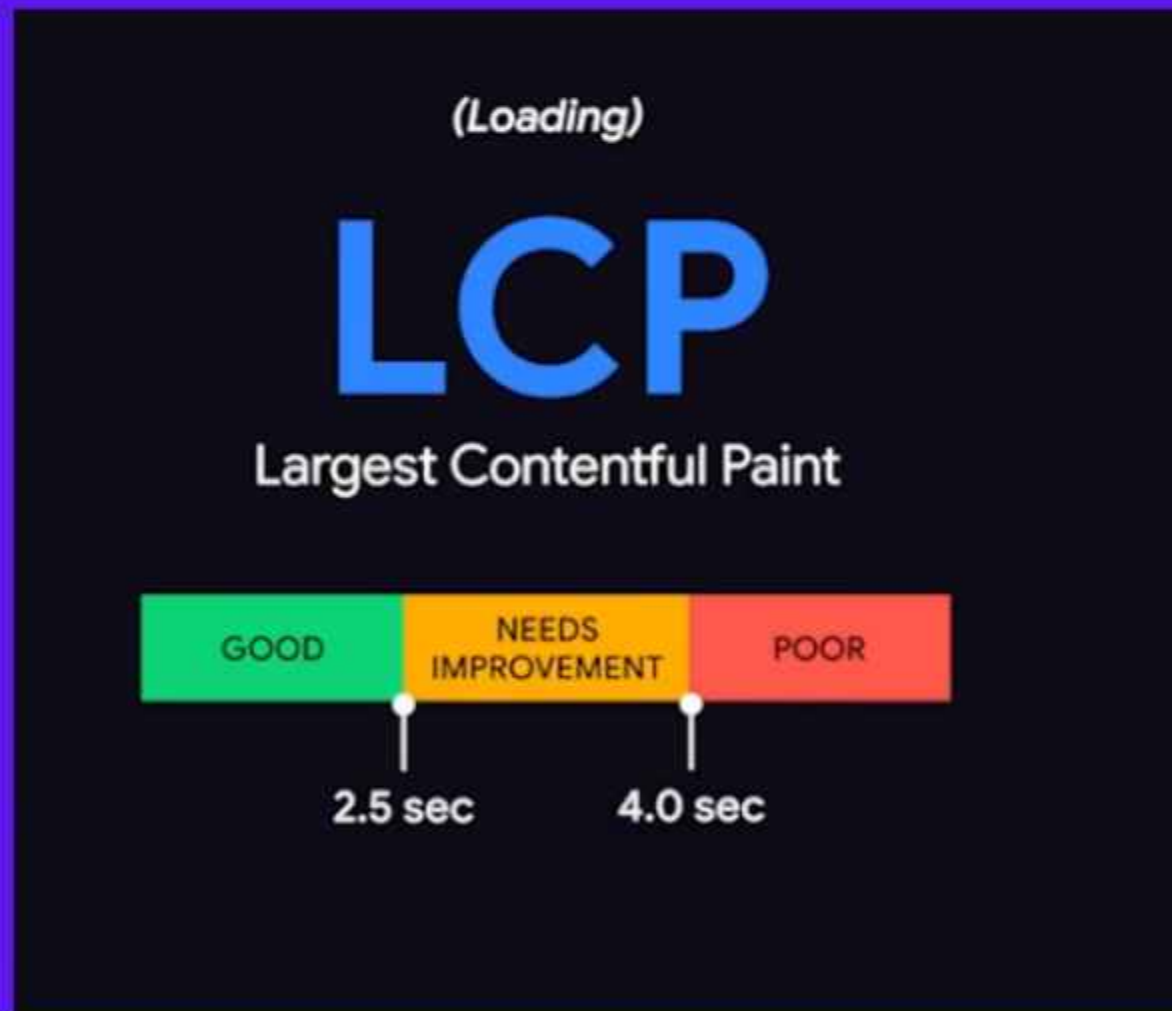 (Loading)
LCP
Largest Contentful Paint
GOOD
NEEDS
IMPROVEMENT
POOR
2.5 sec
4.0 sec